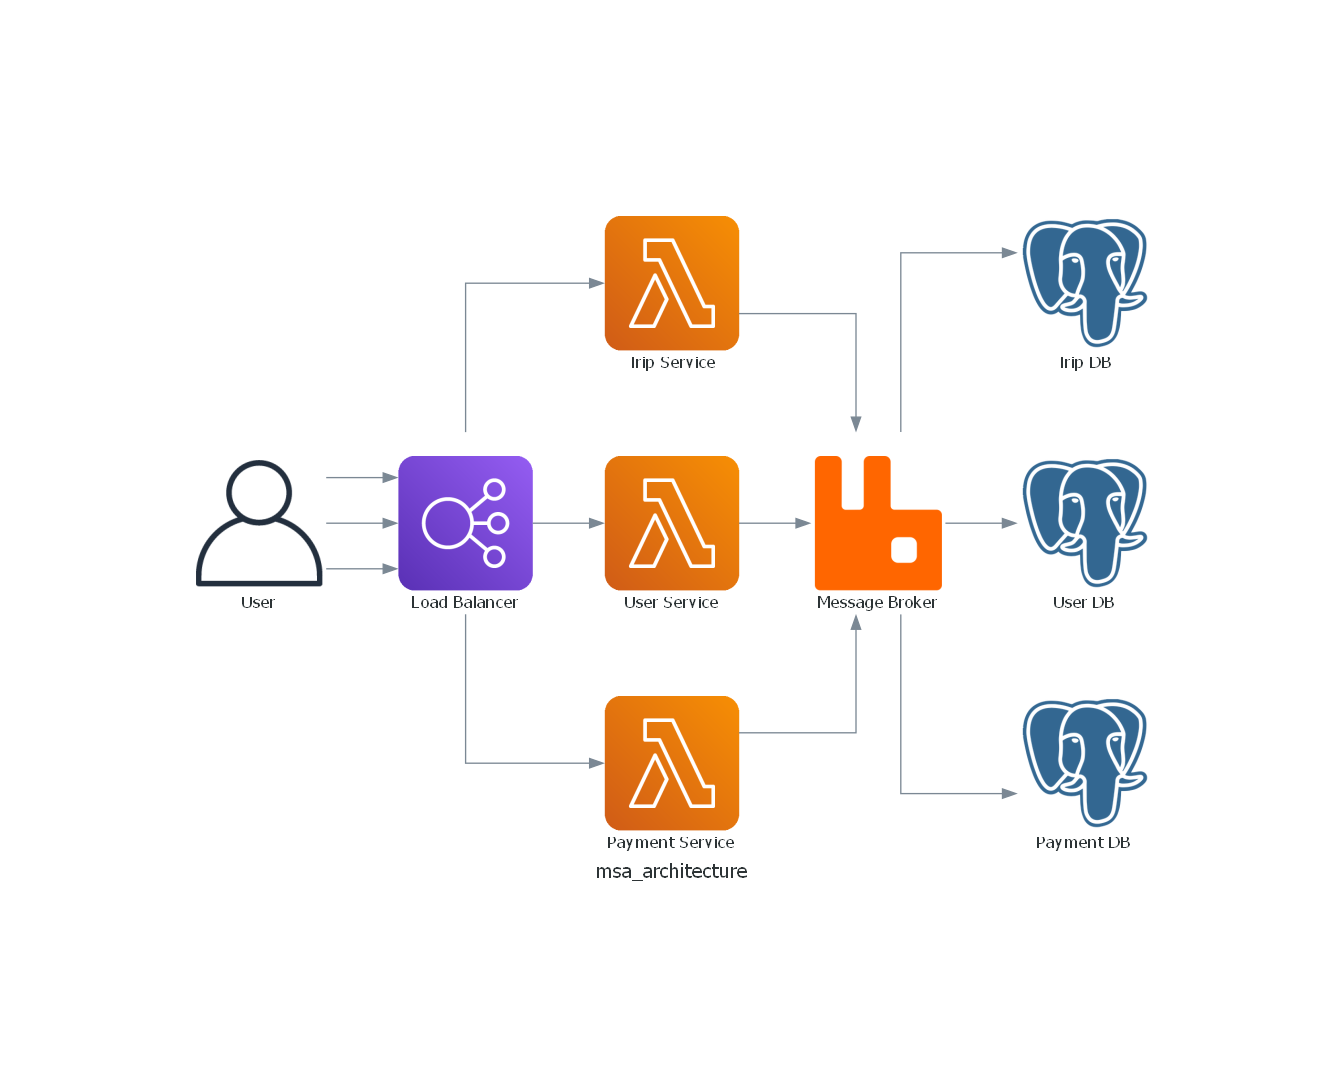 Trip Service
Trip DB
User
Load Balancer
User Service
Message Broker
User DB
Payment Service
Payment DB
msa_architecture